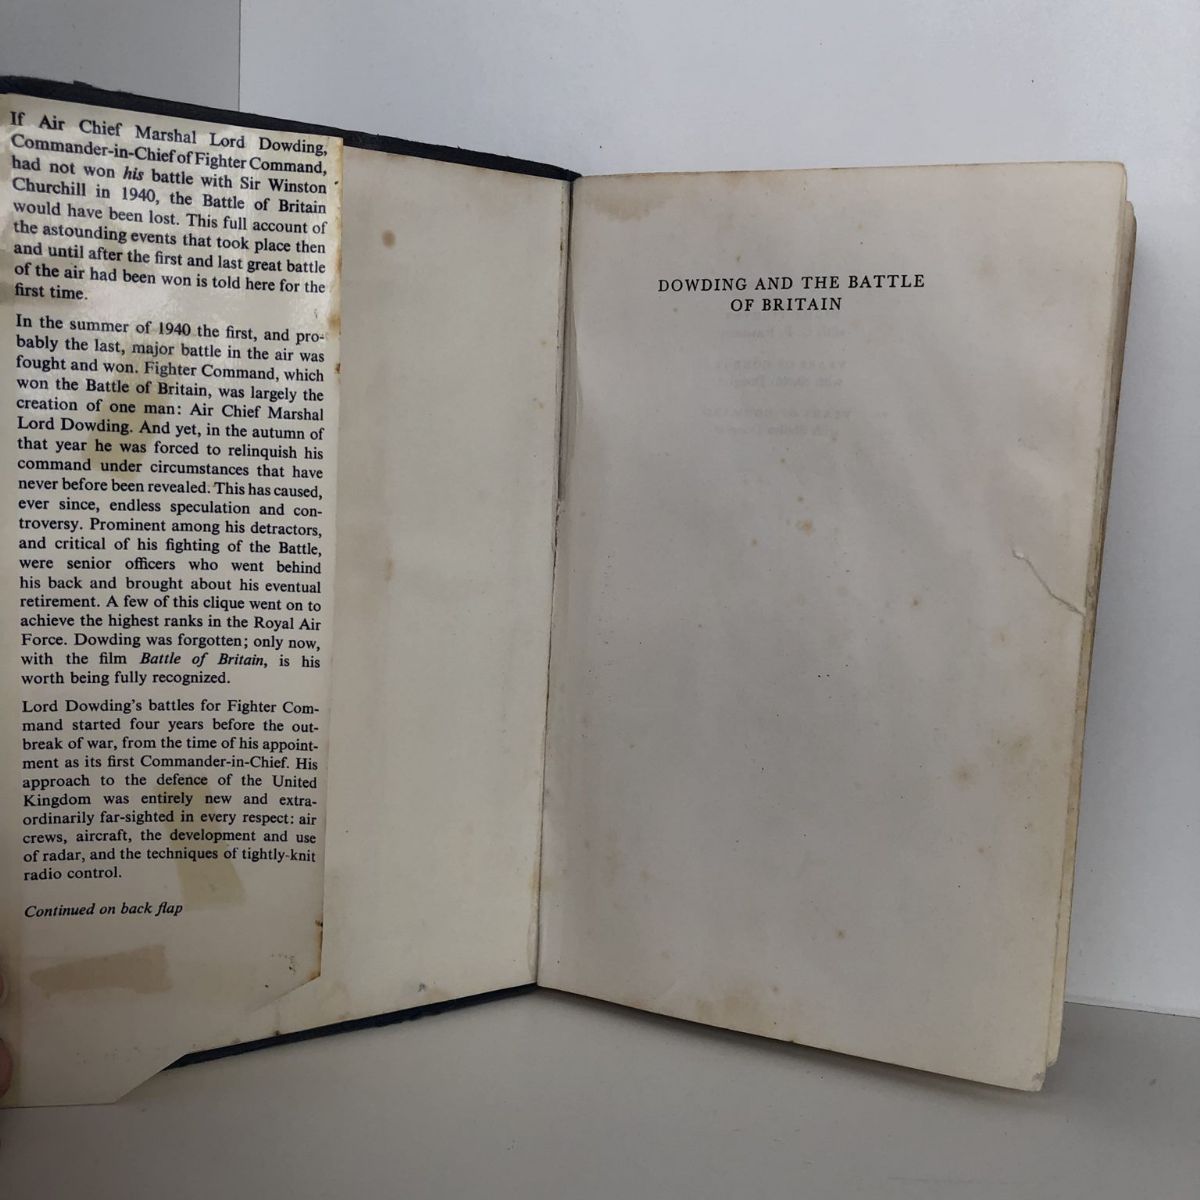 If Air Chief Marshal Lord Dowding,
Commander-in-Chief of Fighter Command,
had not won his battle with Sir Winston
Churchill in 1940, the Battle of Britain
would have been lost. This full account of
the astounding events that took place then
and until after the first and last great battle
of the air had been won is told here for the
first time.
In the summer of 1940 the first, and pro-
bably the last, major battle in the air was
fought and won. Fighter Command, which
won the Battle of Britain, was largely the
creation of one man: Air Chief Marshal
Lord Dowding. And yet, in the autumn of
that year he was forced to relinquish his
command under circumstances that have
never before been revealed. This has caused,
ever since, endless speculation and con-
troversy. Prominent among his detractors,
and critical of his fighting of the Battle,
were senior officers who went behind
his back and brought about his eventual
retirement. A few of this clique went on to
achieve the highest ranks in the Royal Air
Force. Dowding was forgotten; only now,
with the film Battle of Britain, is his
worth being fully recognized.
Lord Dowding's battles for Fighter Com-
mand started four years before the out-
break of war, from the time of his appoint-
ment as its first Commander-in-Chief. His
approach to the defence of the United
Kingdom was entirely new and extra-
ordinarily far-sighted in every respect: air
crews, aircraft, the development and use
of radar, and the techniques of tightly-knit
radio control.
Continued on back flap
DOWDING AND THE BATTLE
OF BRITAIN